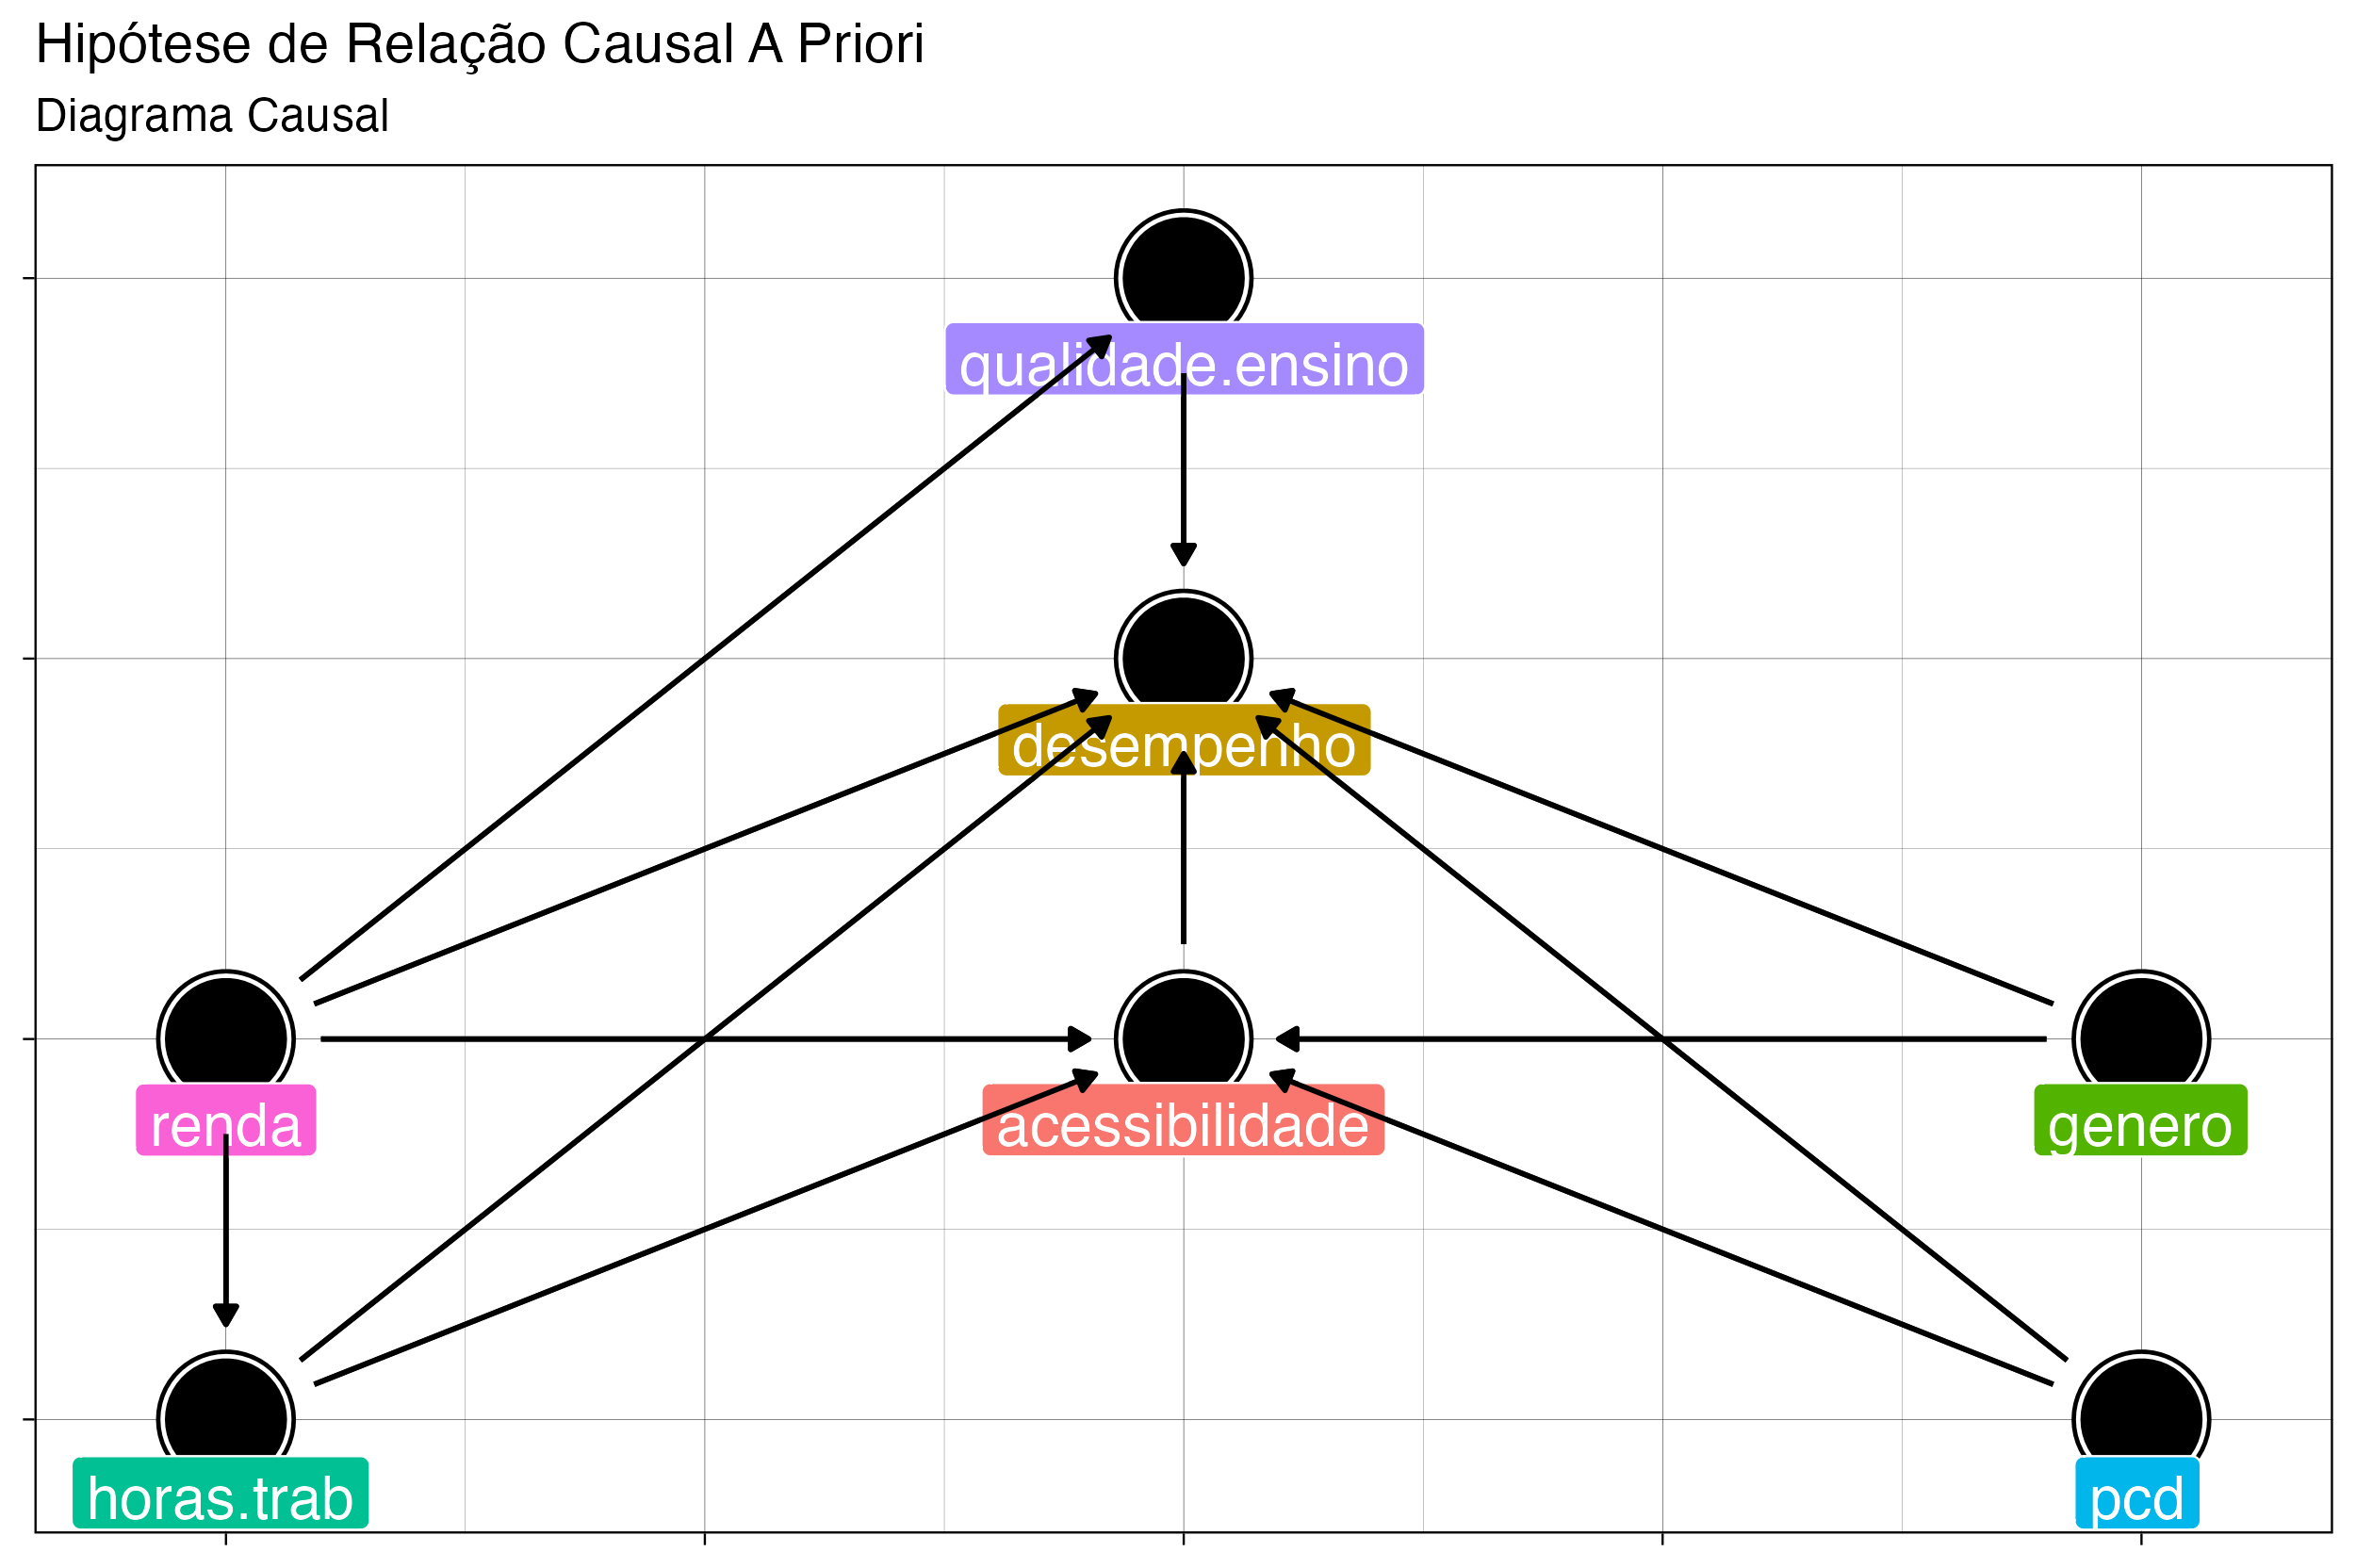 Hipótese de Relação Causal A Priori
Diagrama Causal
qualidade.ensino
desempenho
renda
acessibilidade
genero
horas.trab
pcd